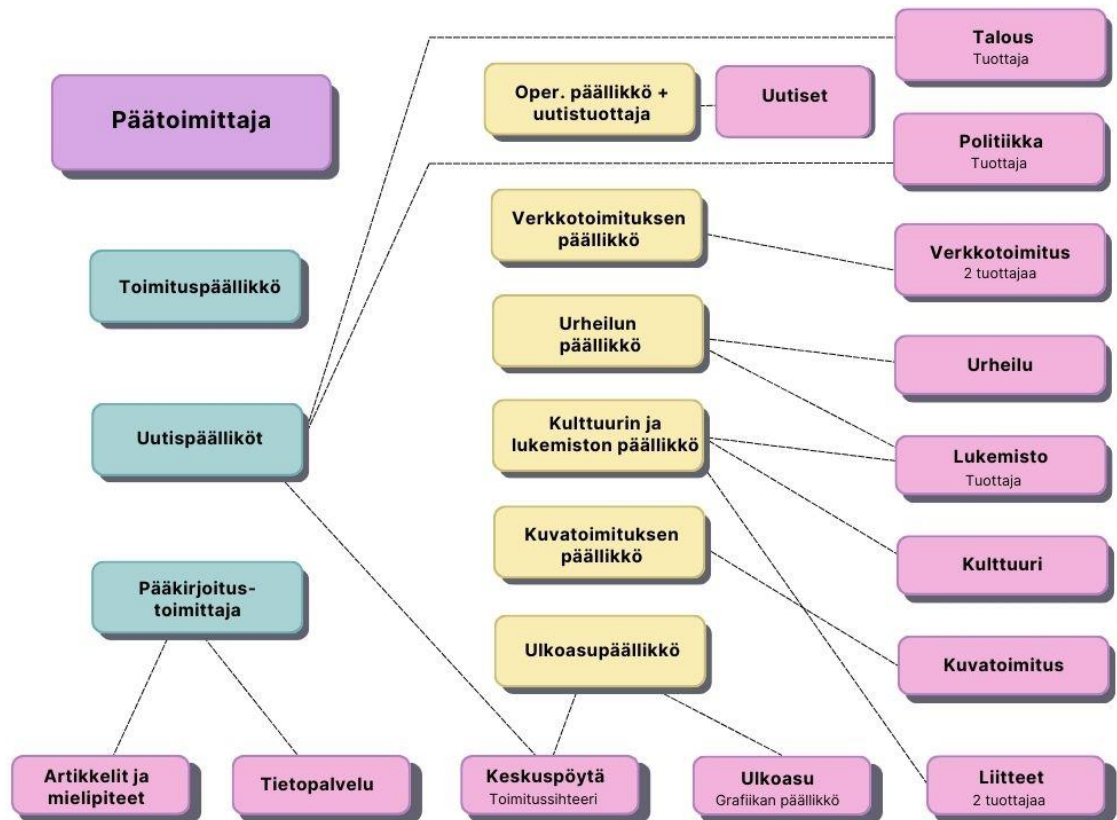 Päätoimittaja
Toimituspäällikkö
Uutispäälliköt
Pääkirjoitus-
toimittaja
Artikkelit ja
mielipiteet
Tietopalvelu
Oper. päällikkö +
uutistuottaja
Uutiset
Verkkotoimituksen
päällikkö
Urheilun
päällikkö
Kulttuurin ja
lukemiston päällikkö
Kuvatoimituksen
päällikkö
Ulkoasupäällikkö
Keskuspöytä
Toimitussihteeri
Ulkoasu
Grafiikan päällikkö
Talous
Tuottaja
Politiikka
Tuottaja
Verkkotoimitus
2 tuottajaa
Urheilu
Lukemisto
Tuottaja
Kulttuuri
Kuvatoimitus
Liitteet
2 tuottajaa